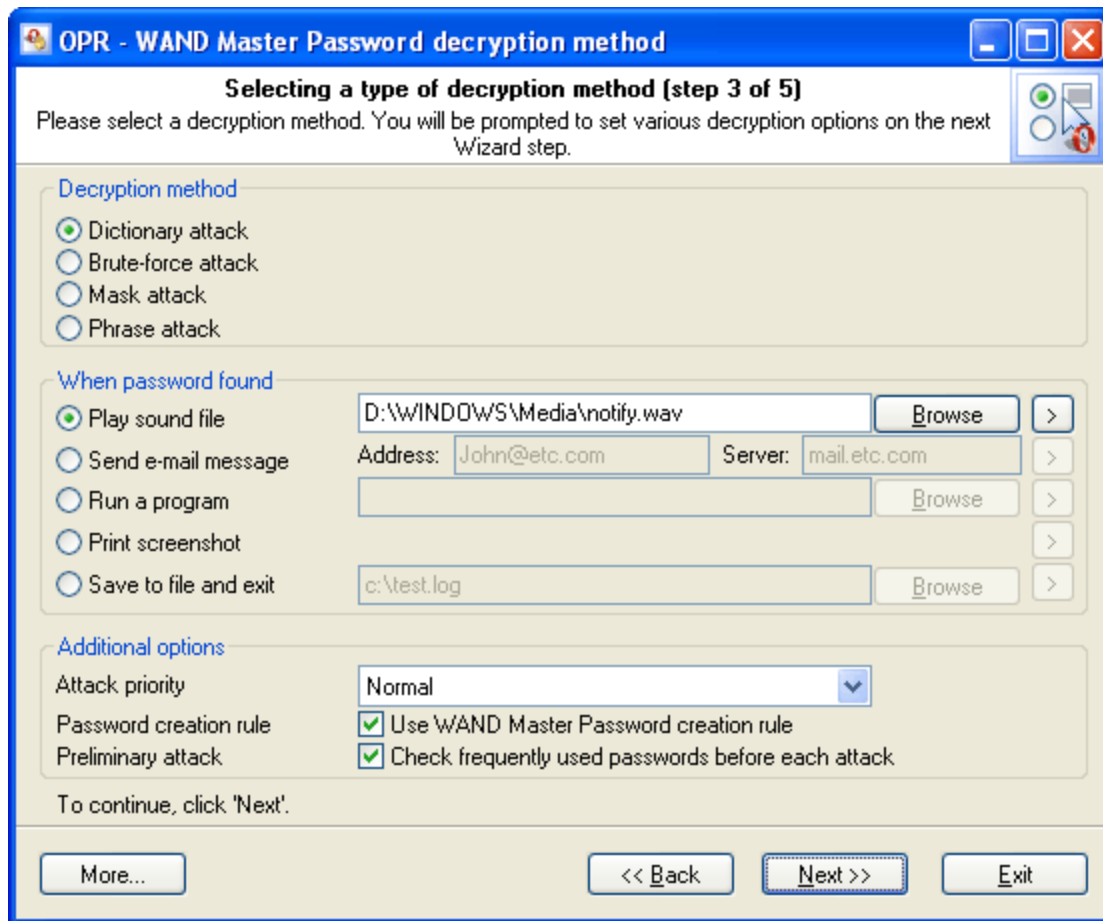 OPR - WAND Master Password decryption method
Selecting a type of decryption method (step 3 of 5)
Please select a decryption method. You will be prompted to set various decryption options on the next
Wizard step.
Decryption method
Dictionary attack
Brute-force attack
Mask attack
Phrase attack
When password found
Play sound file D:\WINDOWS\Media\notify.wav Browse >
Send e-mail message Address: John@etc.com Server: mail.etc.com >
Run a program Browse >
Print screenshot >
Save to file and exit c:\test.log Browse >
Additional options
Attack priority Normal
Password creation rule Use WAND Master Password creation rule
Preliminary attack Check frequently used passwords before each attack
To continue, click 'Next'.
More... << Back Next >> Exit